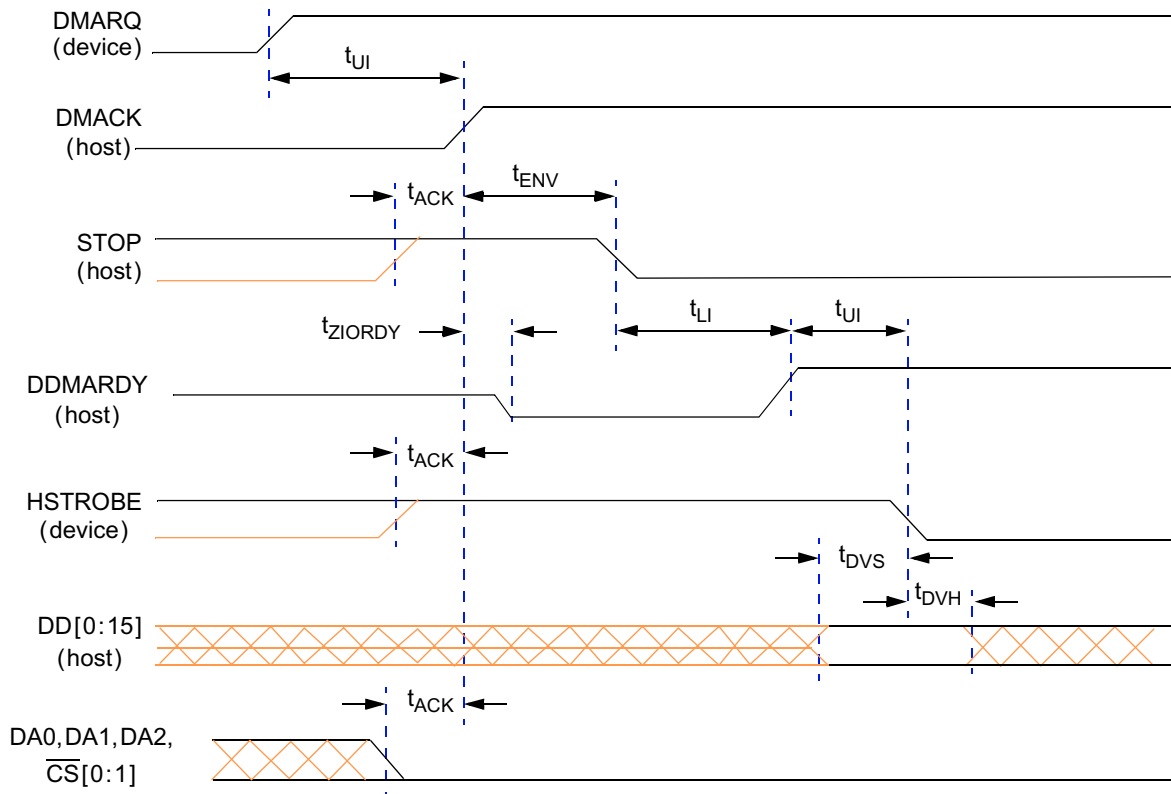 DMARQ
(device)
tUI
DMACK
(host)
tACK
tENV
STOP
(host)
tZIORDY
tLI
tUI
DDMARDY
(host)
tACK
HSTROBE
(device)
tDVS
tDVH
DD[0:15]
(host)
tACK
DA0,DA1,DA2,
CS[0:1]